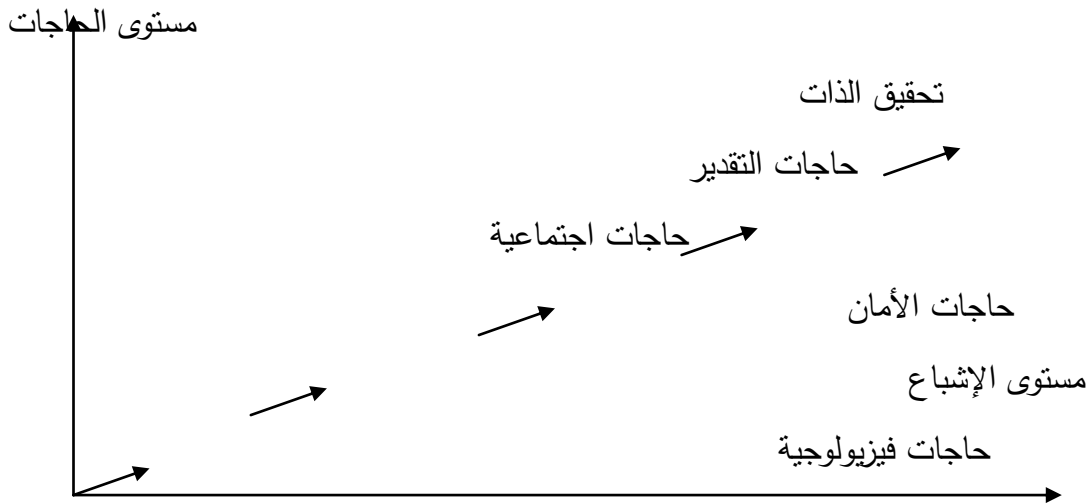 مستوى الحاجات
تحقيق الذات
حاجات التقدير
حاجات اجتماعية
حاجات الأمان
مستوى الإشباع
حاجات فيزيولوجية